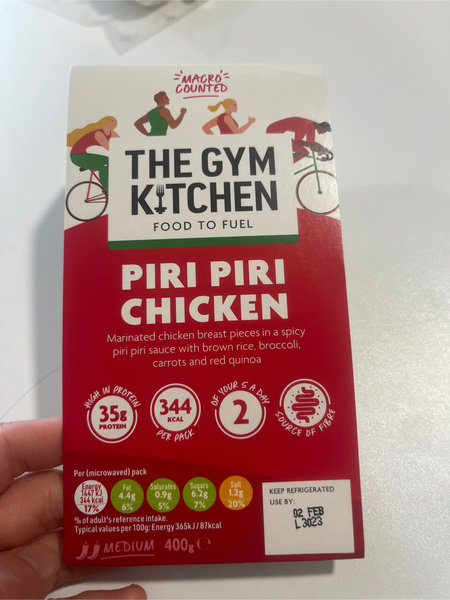 MACRO
COUNTED
THE GYM
KITCHEN
FOOD TO FUEL
PIRI PIRI
CHICKEN
Marinated chicken breast pieces in a spicy
piri piri sauce with brown rice, broccoli,
carrots and red quinoa
HIGH IN PROTEIN
35g
PROTEIN
344
KCAL
PER PACK
OF YOUR 5 A DAY
2
SOURCE OF FIBRE
Per (microwaved) pack
Energy
1447 kJ
344 kcal
17%
Fat
4.4g
6%
Saturates
0.9g
5%
Sugars
6.2g
7%
Salt
1.2g
20%
% of adult's reference intake.
Typical values per 100g: Energy 365kJ / 87kcal
MEDIUM
400g e
KEEP REFRIGERATED
USE BY:
02 FEB
L3023